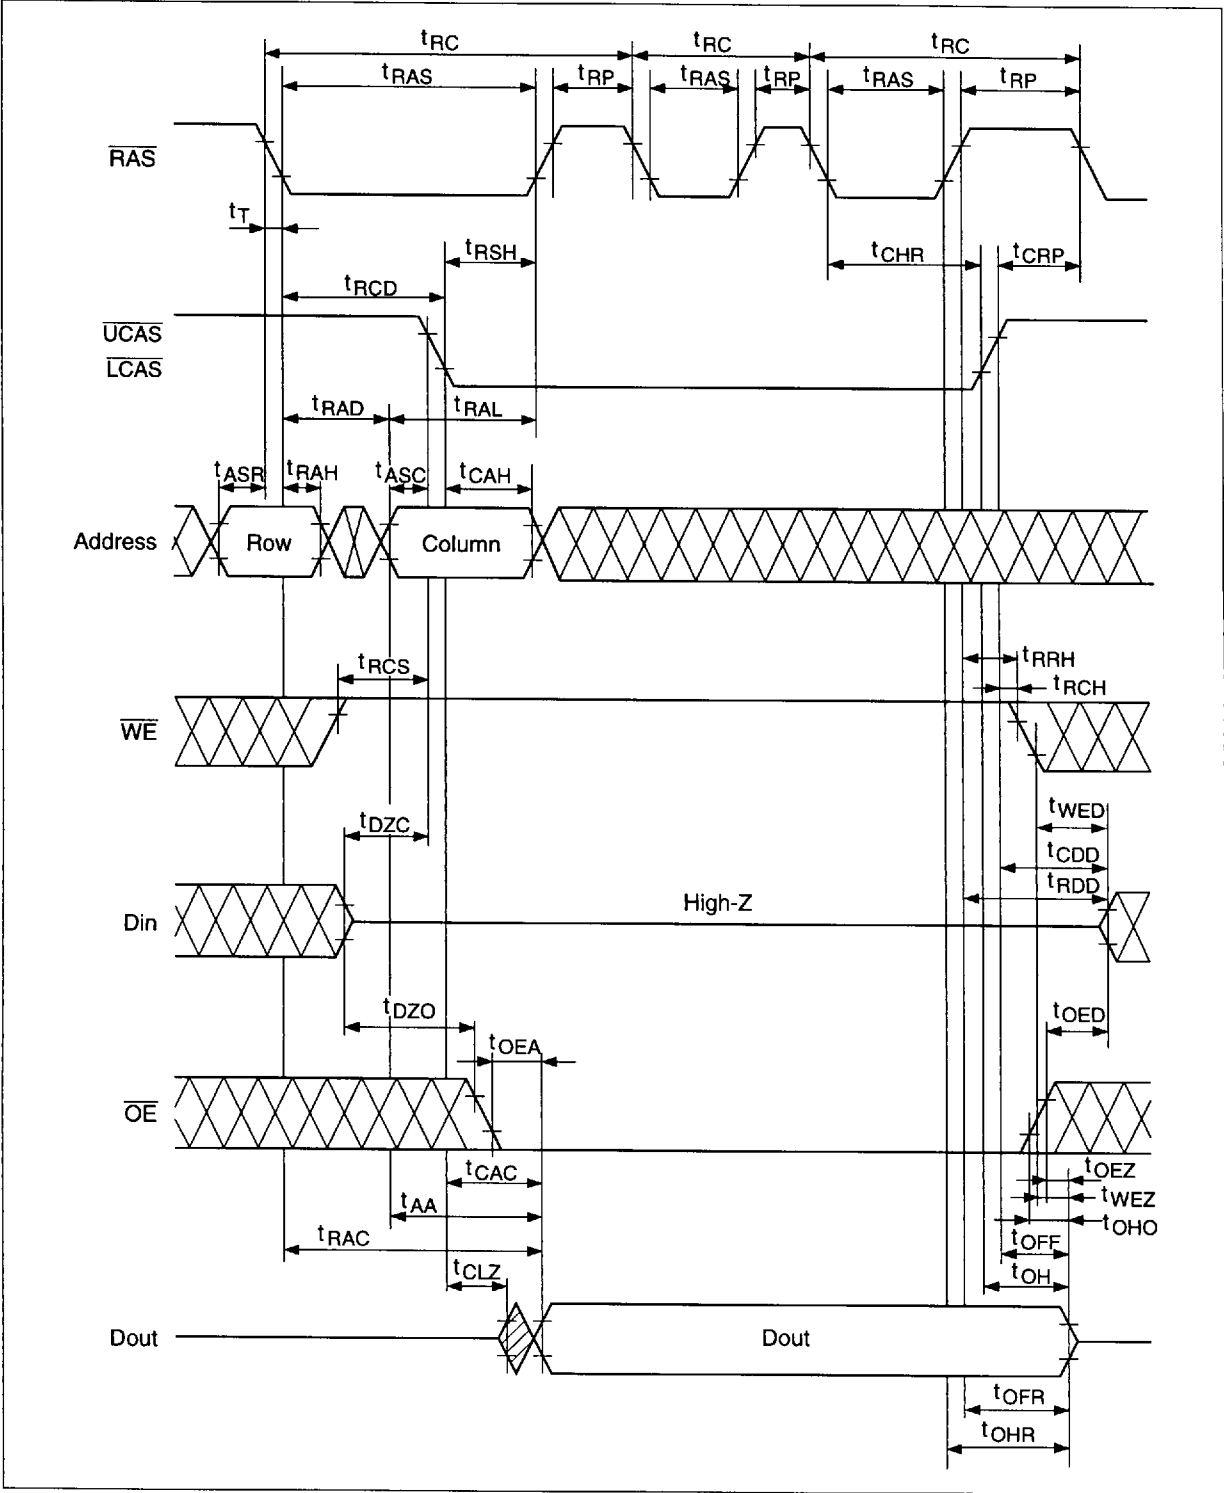 tRC tRC tRC
tRAS tRP tRAS tRP tRAS tRP
RAS
tT
tRSH tCHR tCRP
tRCD
UCAS
LCAS
tRAD tRAL
tASR tRAH tASC tCAH
Address Row Column
tRRH
tRCS
tRCH
WE
tWED
tDZC
tCDD
tRDD
High-Z
Din
tDZO tOED
tOEA
OE
tCAC tOEZ
tAA tWEZ
tRAC tOHO
tOFF
tCLZ tOH
Dout Dout
tOFR
tOHR